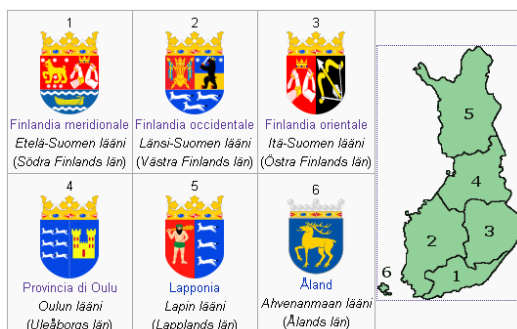 1
Finlandia meridionale
Etelä-Suomen lääni
(Södra Finlands län)
2
Finlandia occidentale
Länsi-Suomen lääni
(Västra Finlands län)
3
Finlandia orientale
Itä-Suomen lääni
(Östra Finlands län)
4
Provincia di Oulu
Oulun lääni
(Uleåborgs län)
5
Lapponia
Lapin lääni
(Lapplands län)
6
Åland
Ahvenanmaan lääni
(Ålands län)
5
4
2
3
6
1